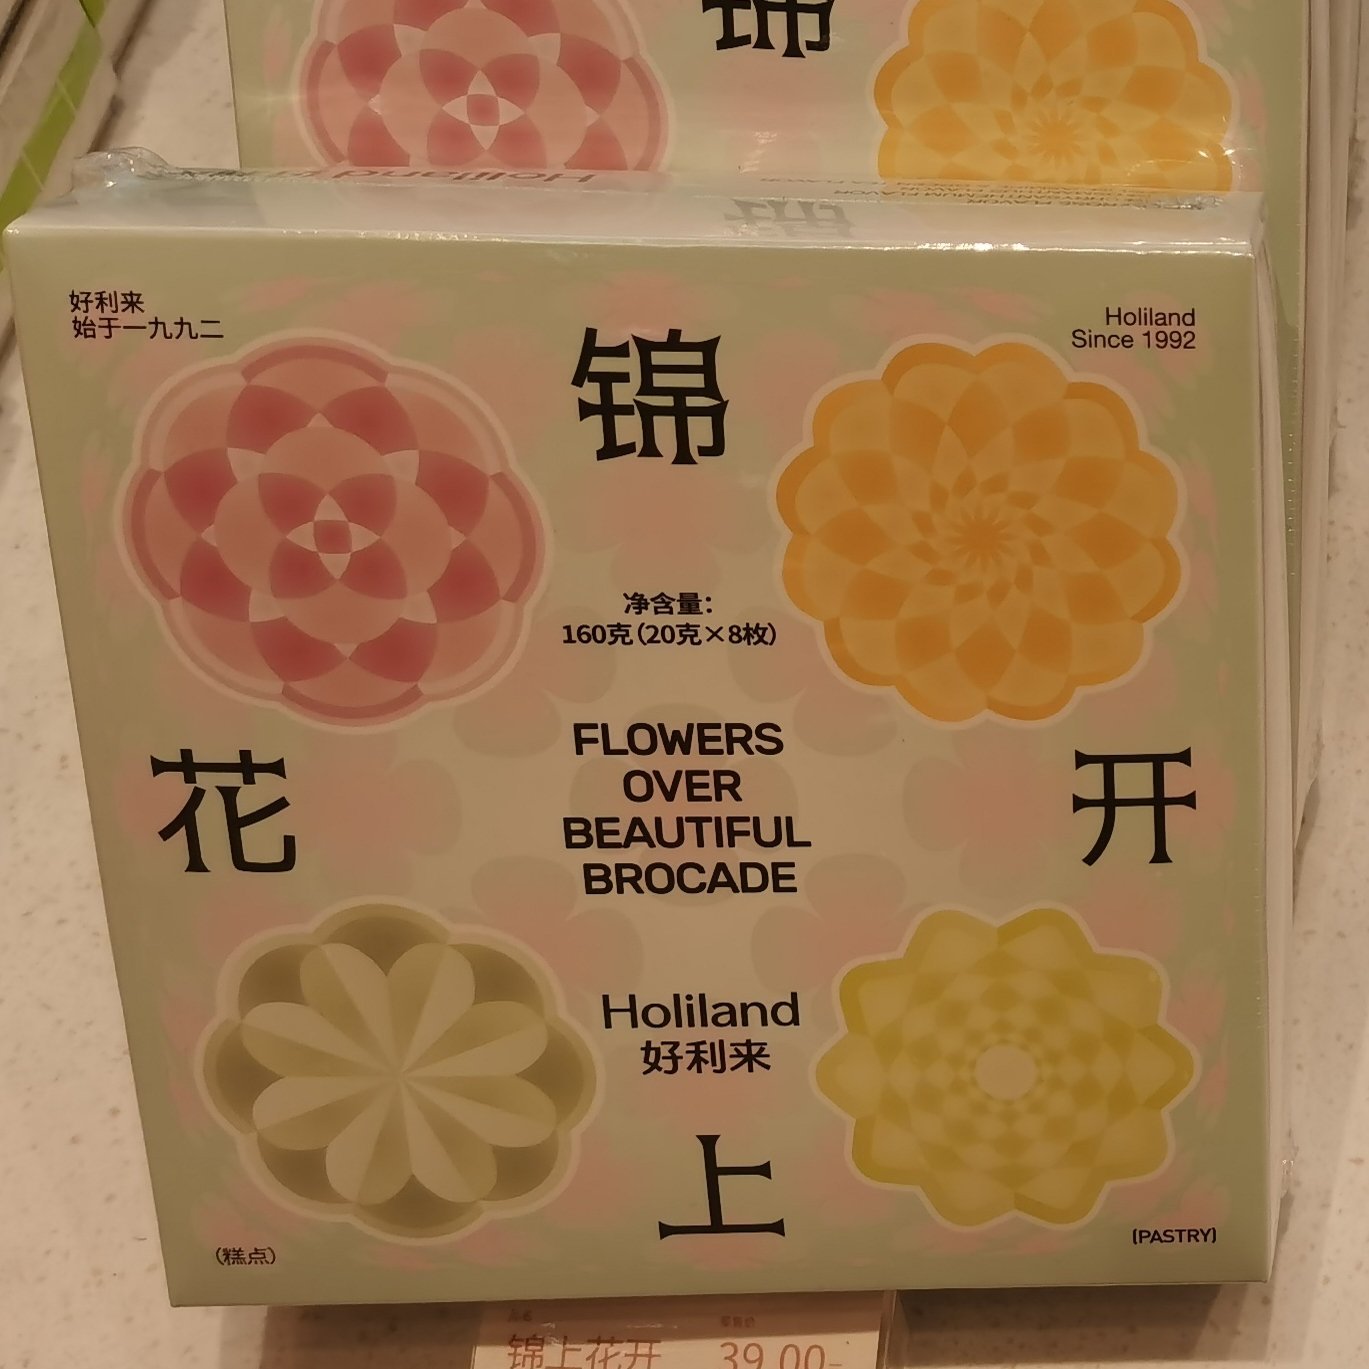 锦
Holiland
好利来
始于一九九二
Holiland
Since 1992
锦
净含量:
160克(20克×8枚)
FLOWERS
OVER
BEAUTIFUL
BROCADE
花
开
Holiland
好利来
上
(糕点)
(PASTRY)
锦上花开
39.00